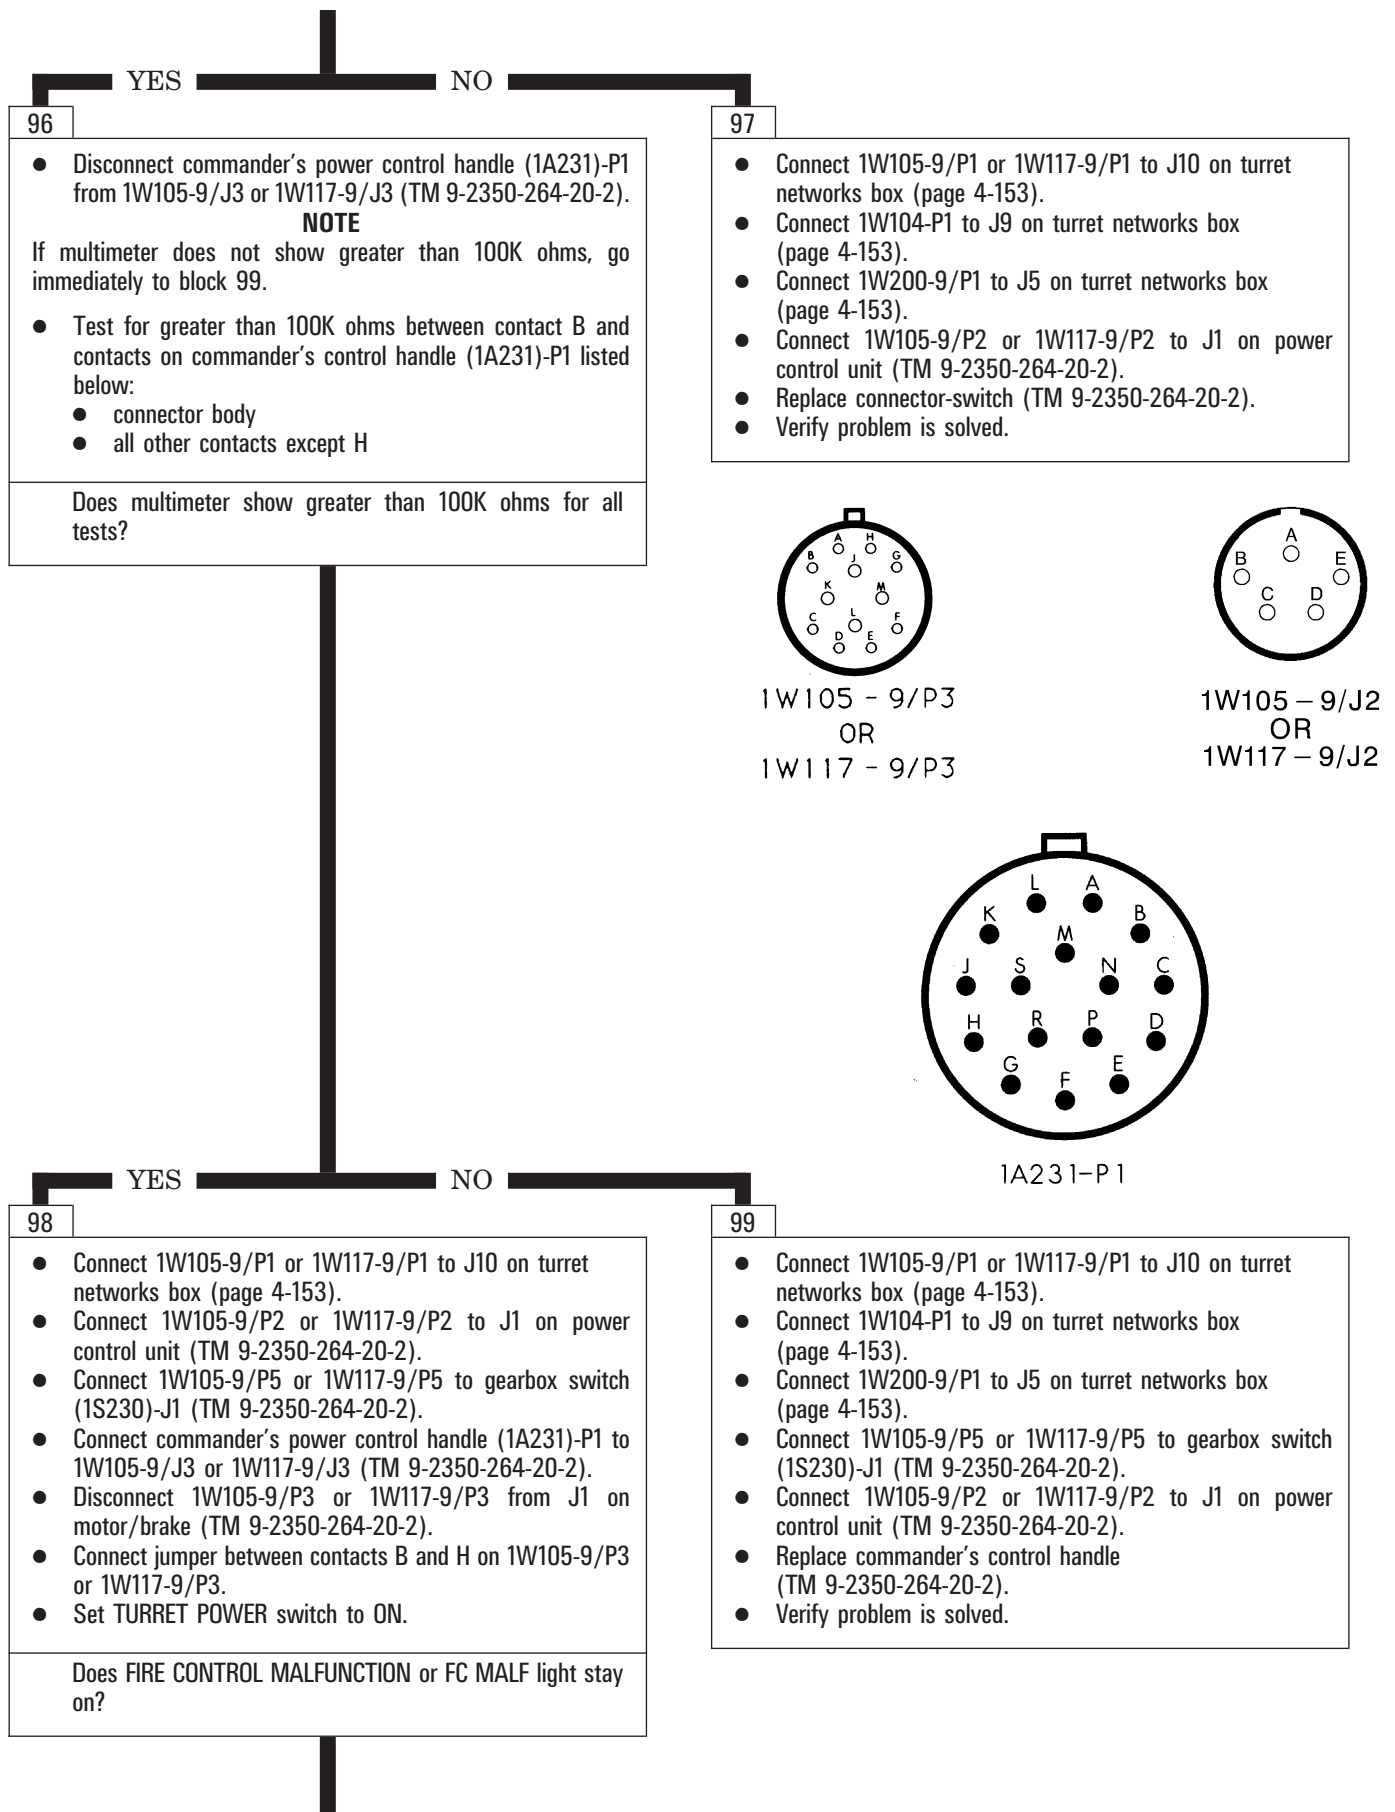 YES NO
96
● Disconnect commander's power control handle (1A231)-P1
from 1W105-9/J3 or 1W117-9/J3 (TM 9-2350-264-20-2).
NOTE
If multimeter does not show greater than 100K ohms, go
immediately to block 99.
● Test for greater than 100K ohms between contact B and
contacts on commander's control handle (1A231)-P1 listed
below:
● connector body
● all other contacts except H
Does multimeter show greater than 100K ohms for all
tests?
97
● Connect 1W105-9/P1 or 1W117-9/P1 to J10 on turret
networks box (page 4-153).
● Connect 1W104-P1 to J9 on turret networks box
(page 4-153).
● Connect 1W200-9/P1 to J5 on turret networks box
(page 4-153).
● Connect 1W105-9/P2 or 1W117-9/P2 to J1 on power
control unit (TM 9-2350-264-20-2).
● Replace connector-switch (TM 9-2350-264-20-2).
● Verify problem is solved.
A H
B J G
K M
C L F
D E
1W105 - 9/P3
OR
1W117 - 9/P3
A
B E
C D
1W105 – 9/J2
OR
1W117 – 9/J2
L A
K B
M
J S N C
H R P D
G F E
1A231-P1
YES NO
98
● Connect 1W105-9/P1 or 1W117-9/P1 to J10 on turret
networks box (page 4-153).
● Connect 1W105-9/P2 or 1W117-9/P2 to J1 on power
control unit (TM 9-2350-264-20-2).
● Connect 1W105-9/P5 or 1W117-9/P5 to gearbox switch
(1S230)-J1 (TM 9-2350-264-20-2).
● Connect commander's power control handle (1A231)-P1 to
1W105-9/J3 or 1W117-9/J3 (TM 9-2350-264-20-2).
● Disconnect 1W105-9/P3 or 1W117-9/P3 from J1 on
motor/brake (TM 9-2350-264-20-2).
● Connect jumper between contacts B and H on 1W105-9/P3
or 1W117-9/P3.
● Set TURRET POWER switch to ON.
Does FIRE CONTROL MALFUNCTION or FC MALF light stay
on?
99
● Connect 1W105-9/P1 or 1W117-9/P1 to J10 on turret
networks box (page 4-153).
● Connect 1W104-P1 to J9 on turret networks box
(page 4-153).
● Connect 1W200-9/P1 to J5 on turret networks box
(page 4-153).
● Connect 1W105-9/P5 or 1W117-9/P5 to gearbox switch
(1S230)-J1 (TM 9-2350-264-20-2).
● Connect 1W105-9/P2 or 1W117-9/P2 to J1 on power
control unit (TM 9-2350-264-20-2).
● Replace commander's control handle
(TM 9-2350-264-20-2).
● Verify problem is solved.